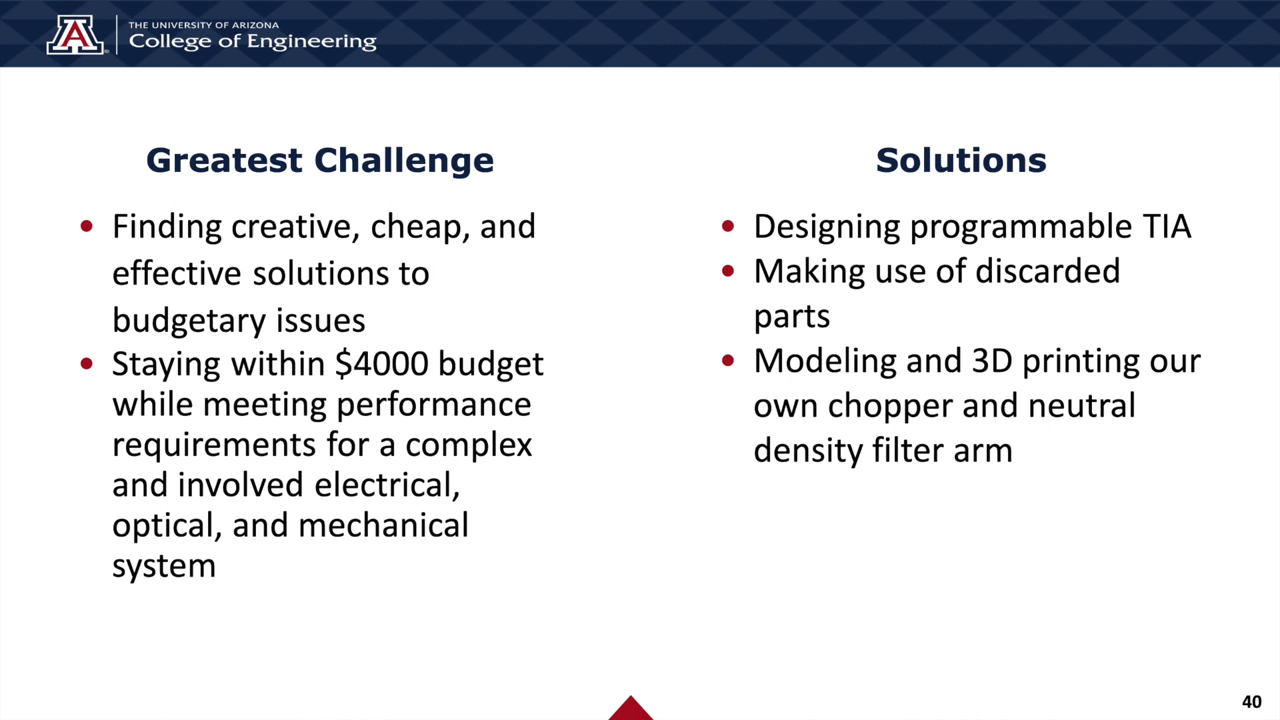 THE UNIVERSITY OF ARIZONA
College of Engineering
Greatest Challenge
• Finding creative, cheap, and
effective solutions to
budgetary issues
• Staying within $4000 budget
while meeting performance
requirements for a complex
and involved electrical,
optical, and mechanical
system
Solutions
• Designing programmable TIA
• Making use of discarded
parts
• Modeling and 3D printing our
own chopper and neutral
density filter arm
40